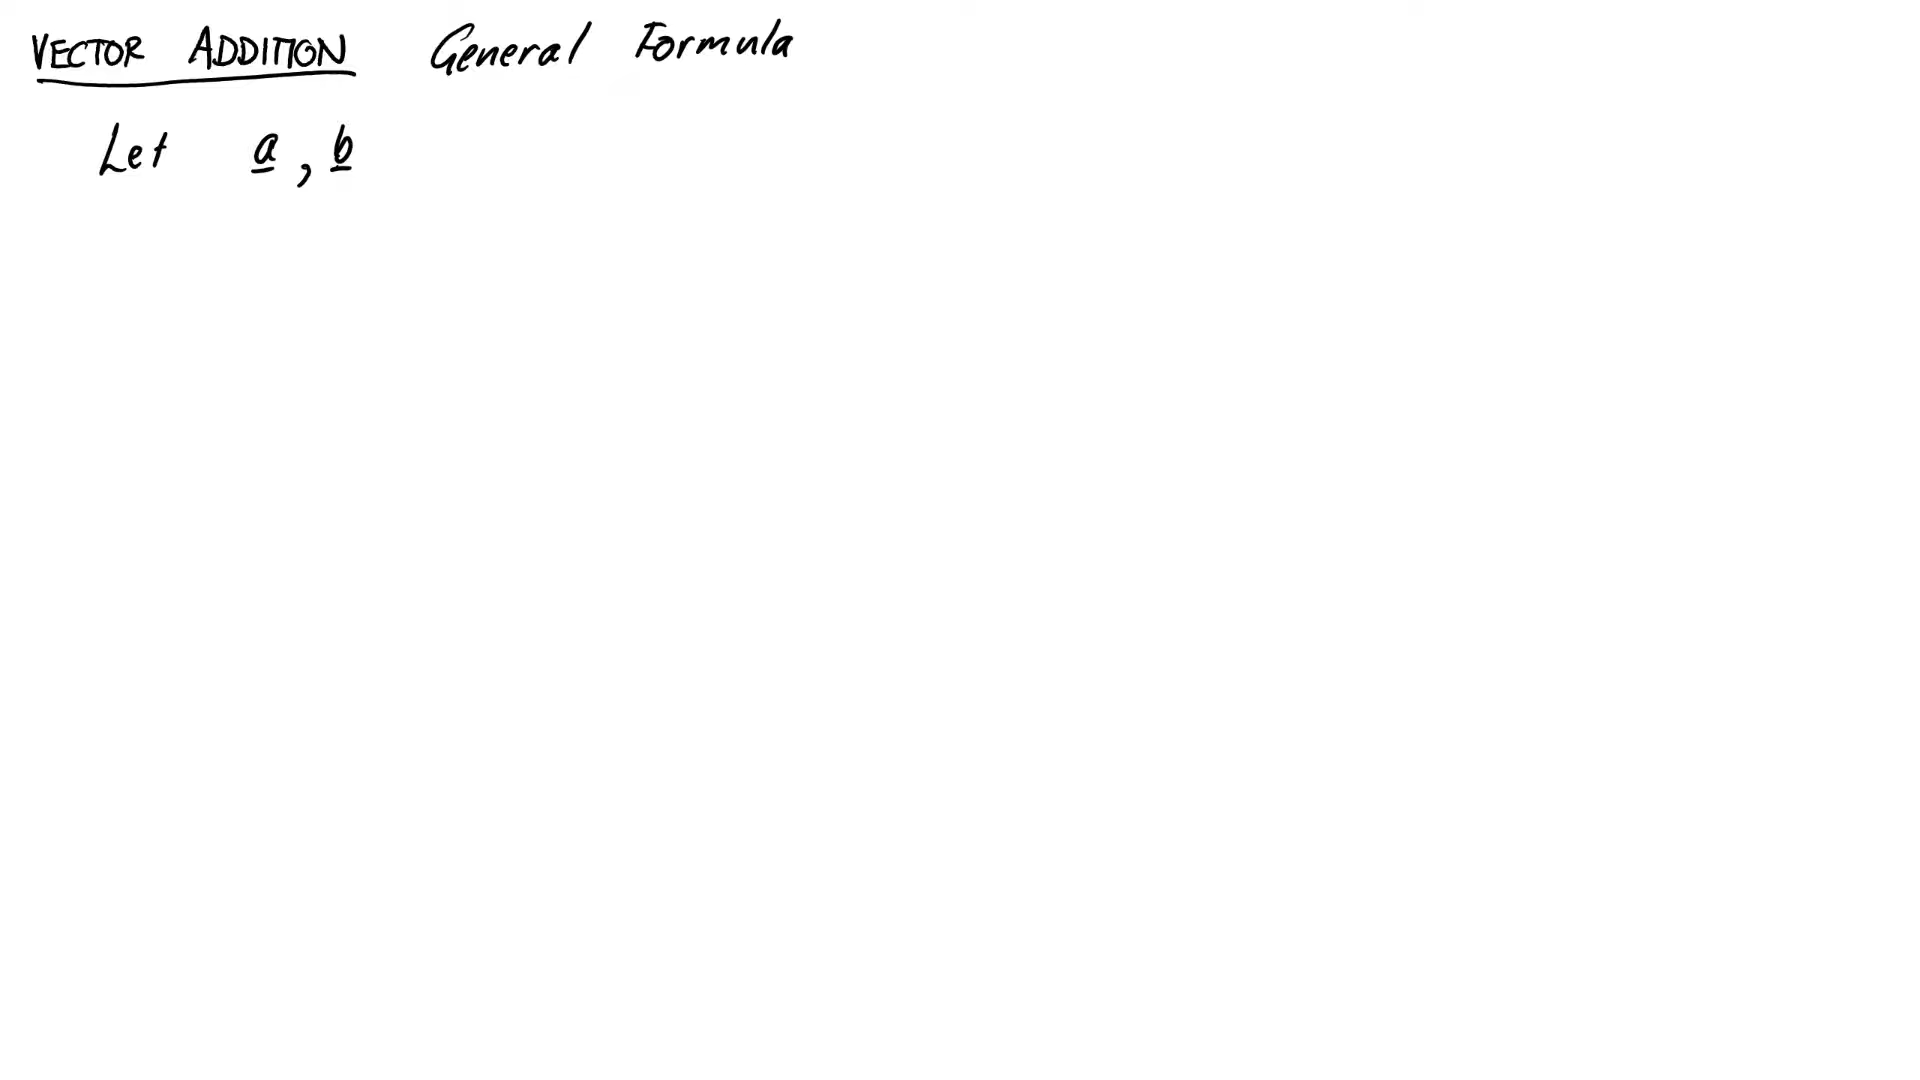 VECTOR ADDITION General Formula
Let a, b